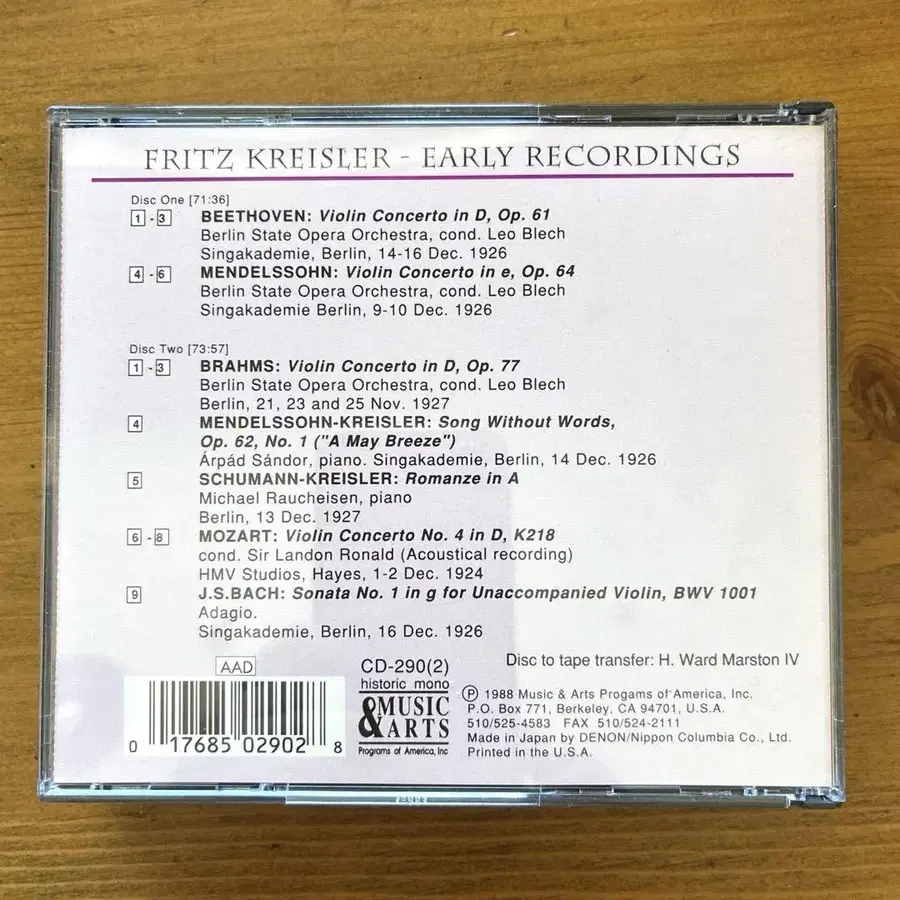 FRITZ KREISLER - EARLY RECORDINGS
Disc One [71:36]
1 - 3 BEETHOVEN: Violin Concerto in D, Op. 61
Berlin State Opera Orchestra, cond. Leo Blech
Singakademie, Berlin, 14-16 Dec. 1926
4 - 6 MENDELSSOHN: Violin Concerto in e, Op. 64
Berlin State Opera Orchestra, cond. Leo Blech
Singakademie Berlin, 9-10 Dec. 1926
Disc Two [73:57]
1 - 3 BRAHMS: Violin Concerto in D, Op. 77
Berlin State Opera Orchestra, cond. Leo Blech
Berlin, 21, 23 and 25 Nov. 1927
4 MENDELSSOHN-KREISLER: Song Without Words,
Op. 62, No. 1 ("A May Breeze")
Árpád Sándor, piano. Singakademie, Berlin, 14 Dec. 1926
5 SCHUMANN-KREISLER: Romanze in A
Michael Raucheisen, piano
Berlin, 13 Dec. 1927
6 - 8 MOZART: Violin Concerto No. 4 in D, K218
cond. Sir Landon Ronald (Acoustical recording)
HMV Studios, Hayes, 1-2 Dec. 1924
9 J.S.BACH: Sonata No. 1 in g for Unaccompanied Violin, BWV 1001
Adagio.
Singakademie, Berlin, 16 Dec. 1926
Disc to tape transfer: H. Ward Marston IV
AAD
0 17685 02902 8
CD-290(2)
historic mono
MUSIC
& ARTS
Programs of America, Inc
℗ 1988 Music & Arts Progams of America, Inc.
P.O. Box 771, Berkeley, CA 94701, U.S.A.
510/525-4583 FAX 510/524-2111
Made in Japan by DENON/Nippon Columbia Co., Ltd.
Printed in the U.S.A.